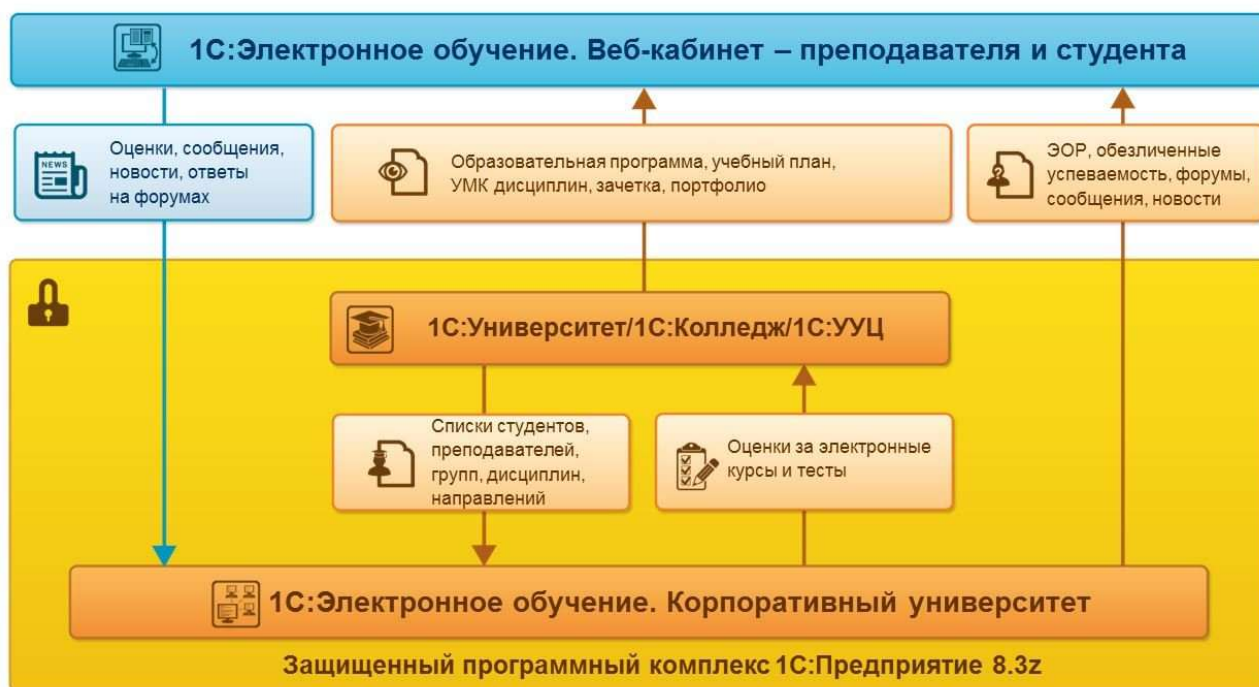 1С:Электронное обучение. Веб-кабинет – преподавателя и студента
NEWS
Оценки, сообщения,
новости, ответы
на форумах
Образовательная программа, учебный план,
УМК дисциплин, зачетка, портфолио
ЭОР, обезличенные
успеваемость, форумы,
сообщения, новости
1С:Университет/1С:Колледж/1С:УУЦ
Списки студентов,
преподавателей,
групп, дисциплин,
направлений
Оценки за электронные
курсы и тесты
1С:Электронное обучение. Корпоративный университет
Защищенный программный комплекс 1С:Предприятие 8.3z